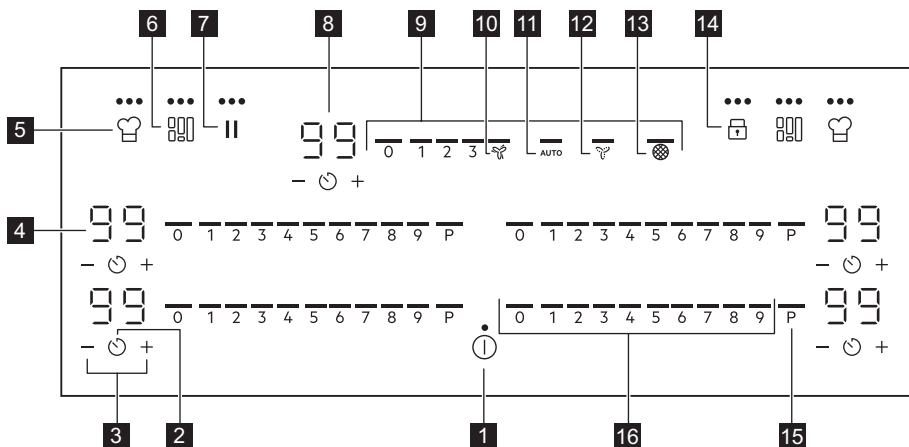 6 7 8 9 10 11 12 13 14
5
99 0 1 2 3 AUTO
− +
4 99 0 1 2 3 4 5 6 7 8 9 P 0 1 2 3 4 5 6 7 8 9 P 99
− + − +
99 0 1 2 3 4 5 6 7 8 9 P 0 1 2 3 4 5 6 7 8 9 P 99
− + − +
3 2 1 16 15